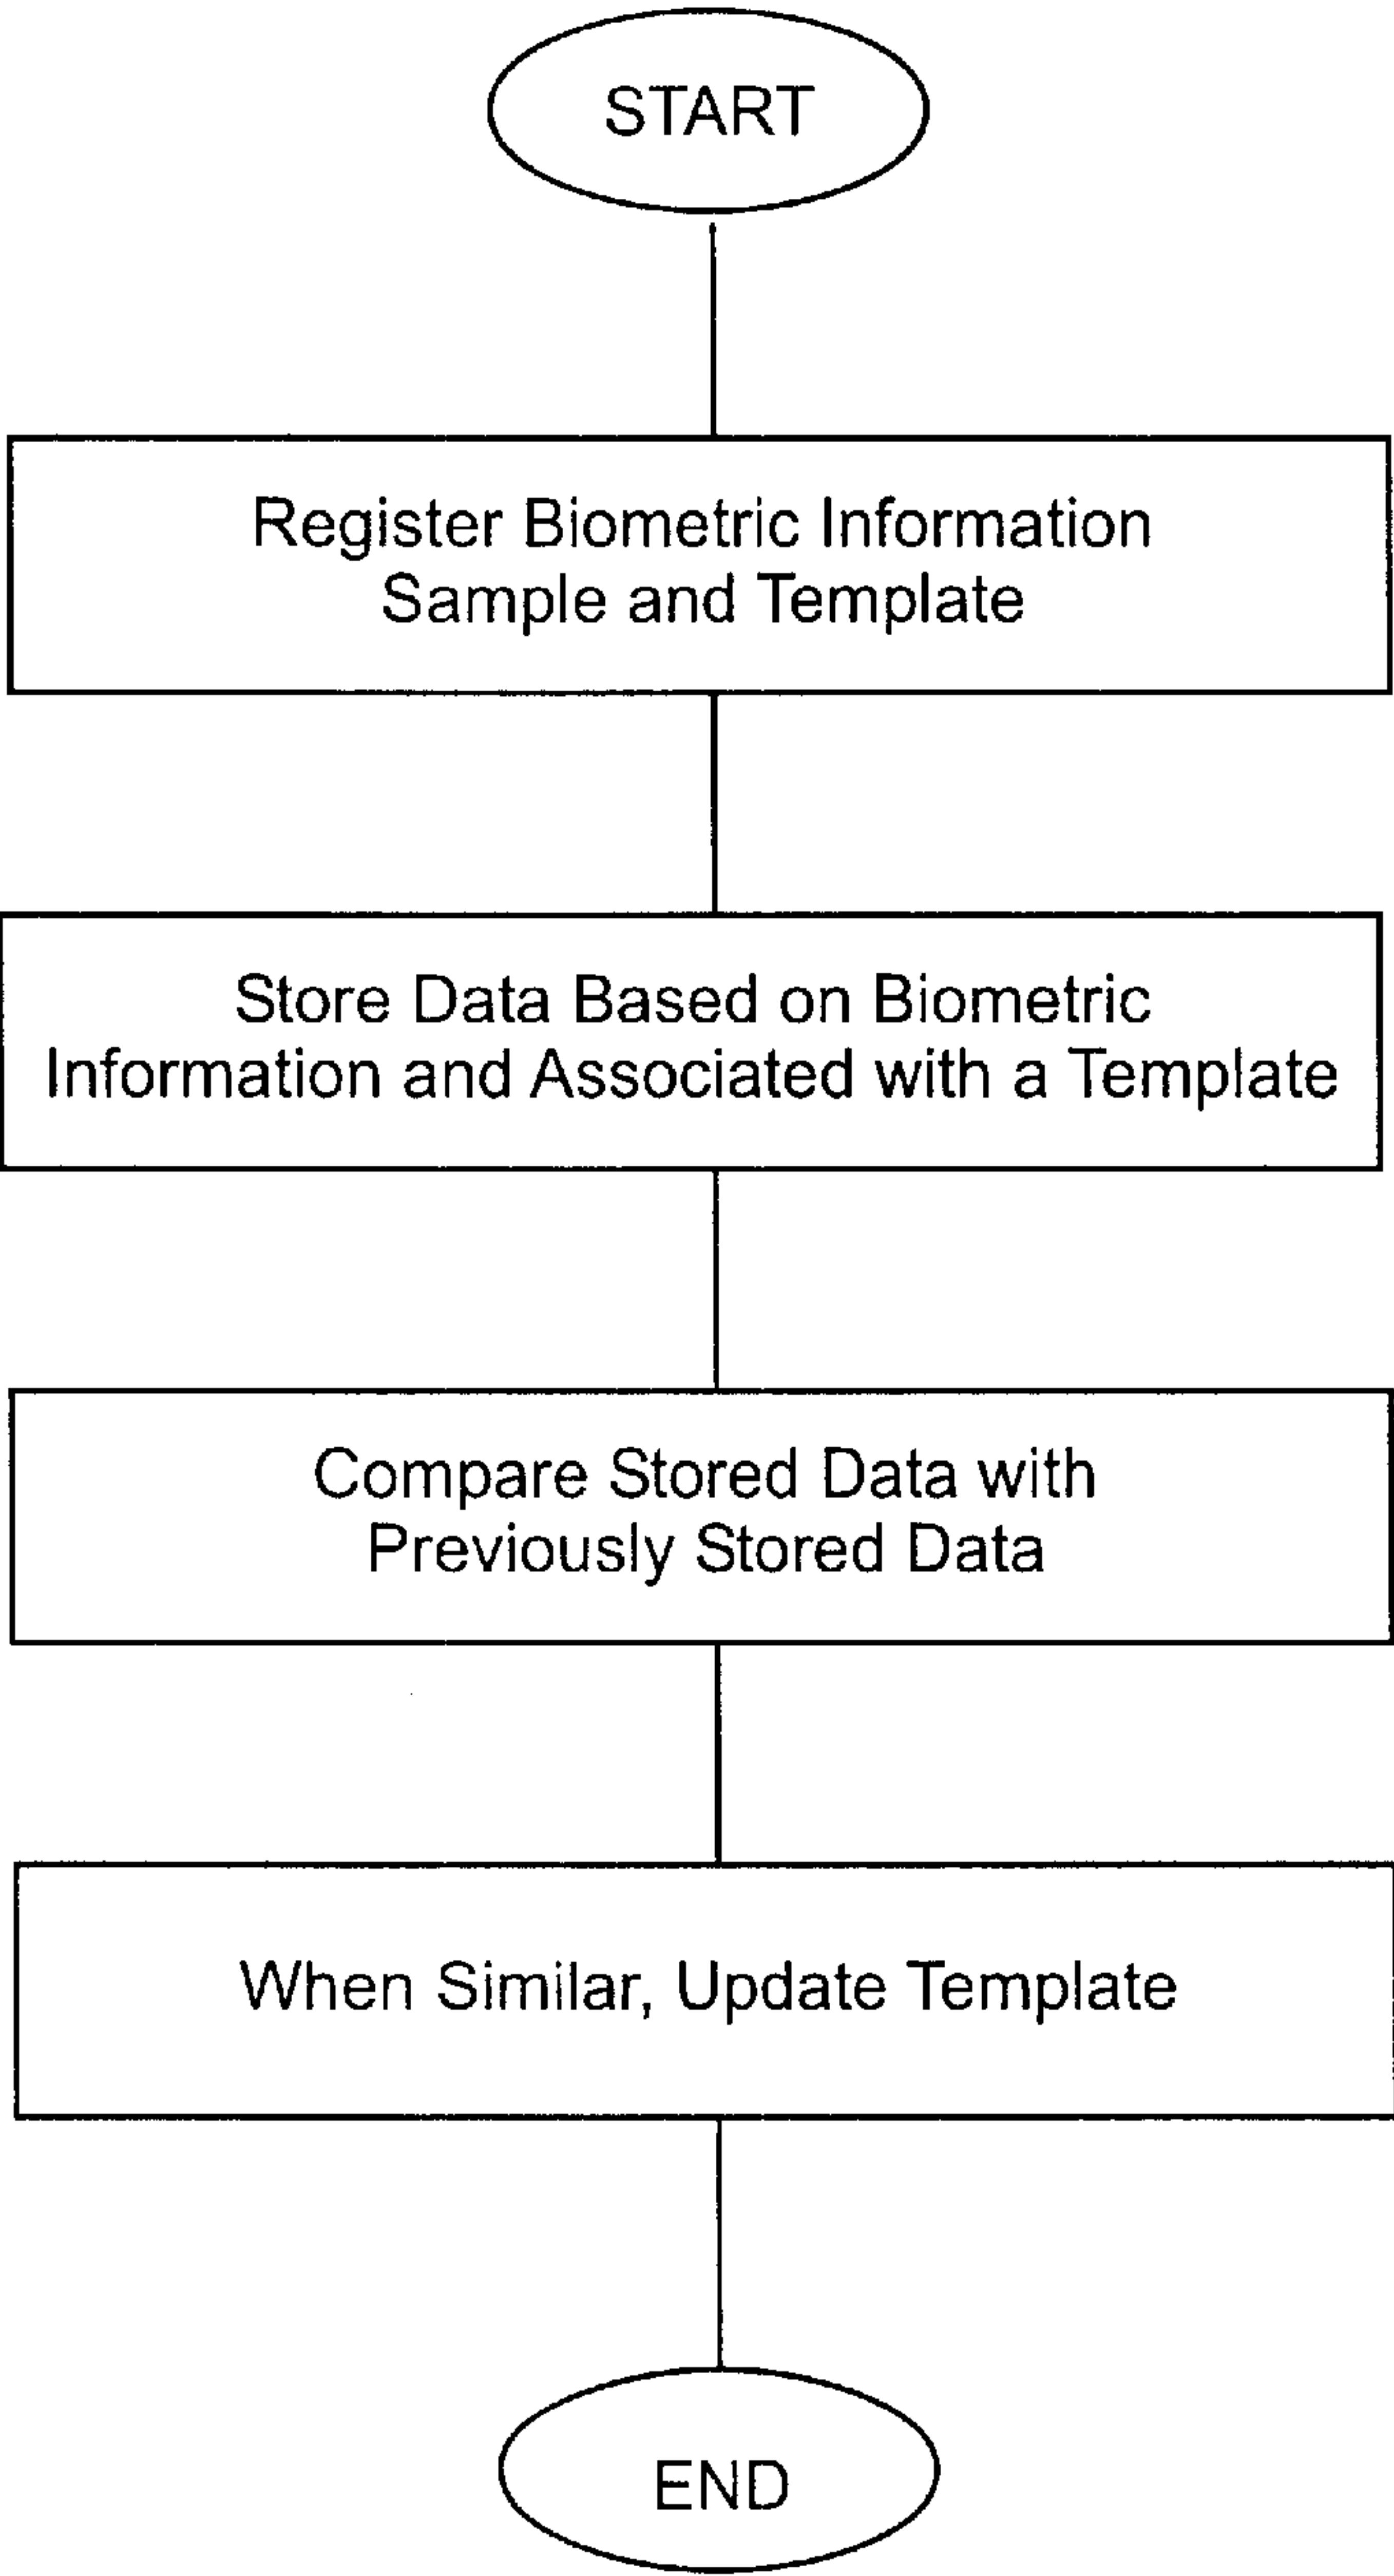 START
Register Biometric Information
Sample and Template
Store Data Based on Biometric
Information and Associated with a Template
Compare Stored Data with
Previously Stored Data
When Similar, Update Template
END